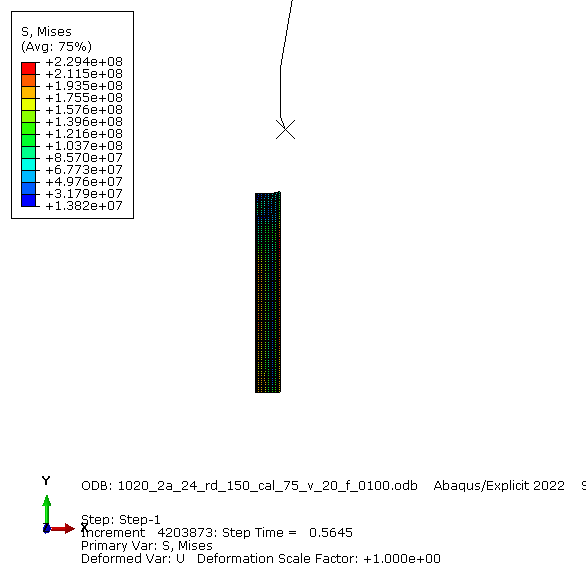 S, Mises
(Avg: 75%)
+2.294e+08
+2.115e+08
+1.935e+08
+1.755e+08
+1.576e+08
+1.396e+08
+1.216e+08
+1.037e+08
+8.570e+07
+6.773e+07
+4.976e+07
+3.179e+07
+1.382e+07
Y
ODB: 1020_2a_24_rd_150_cal_75_v_20_f_0100.odb Abaqus/Explicit 2022
X
Step: Step-1
Increment 4203873: Step Time = 0.5645
Primary Var: S, Mises
Deformed Var: U Deformation Scale Factor: +1.000e+00